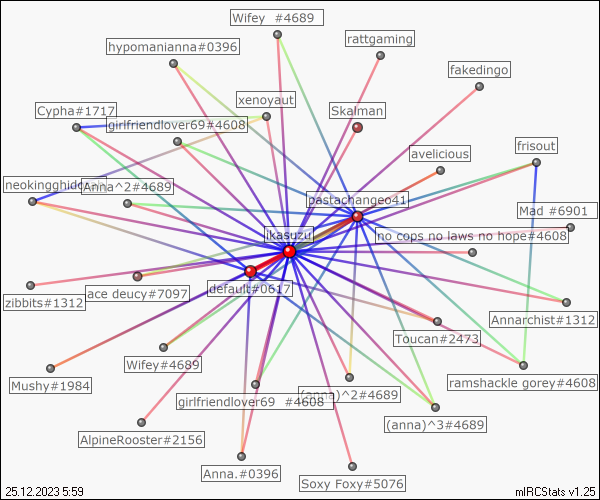 Wifey  #4689
rattgaming
hypomanianna#0396
fakedingo
xenoyaut
Skalman
Cypha#1717
girlfriendlover69#4608
frisout
avelicious
neokingghido
Anna^2#4689
pastachangeo41
Mad #6901
ikasuzu
no cops no laws no hope#4608
default#0617
ace deucy#7097
zibbits#1312
Annarchist#1312
Toucan#2473
Wifey#4689
Mushy#1984
ramshackle gorey#4608
(anna)^2#4689
girlfriendlover69  #4608
(anna)^3#4689
AlpineRooster#2156
Anna.#0396
Soxy Foxy#5076
25.12.2023 5:59
mIRCStats v1.25